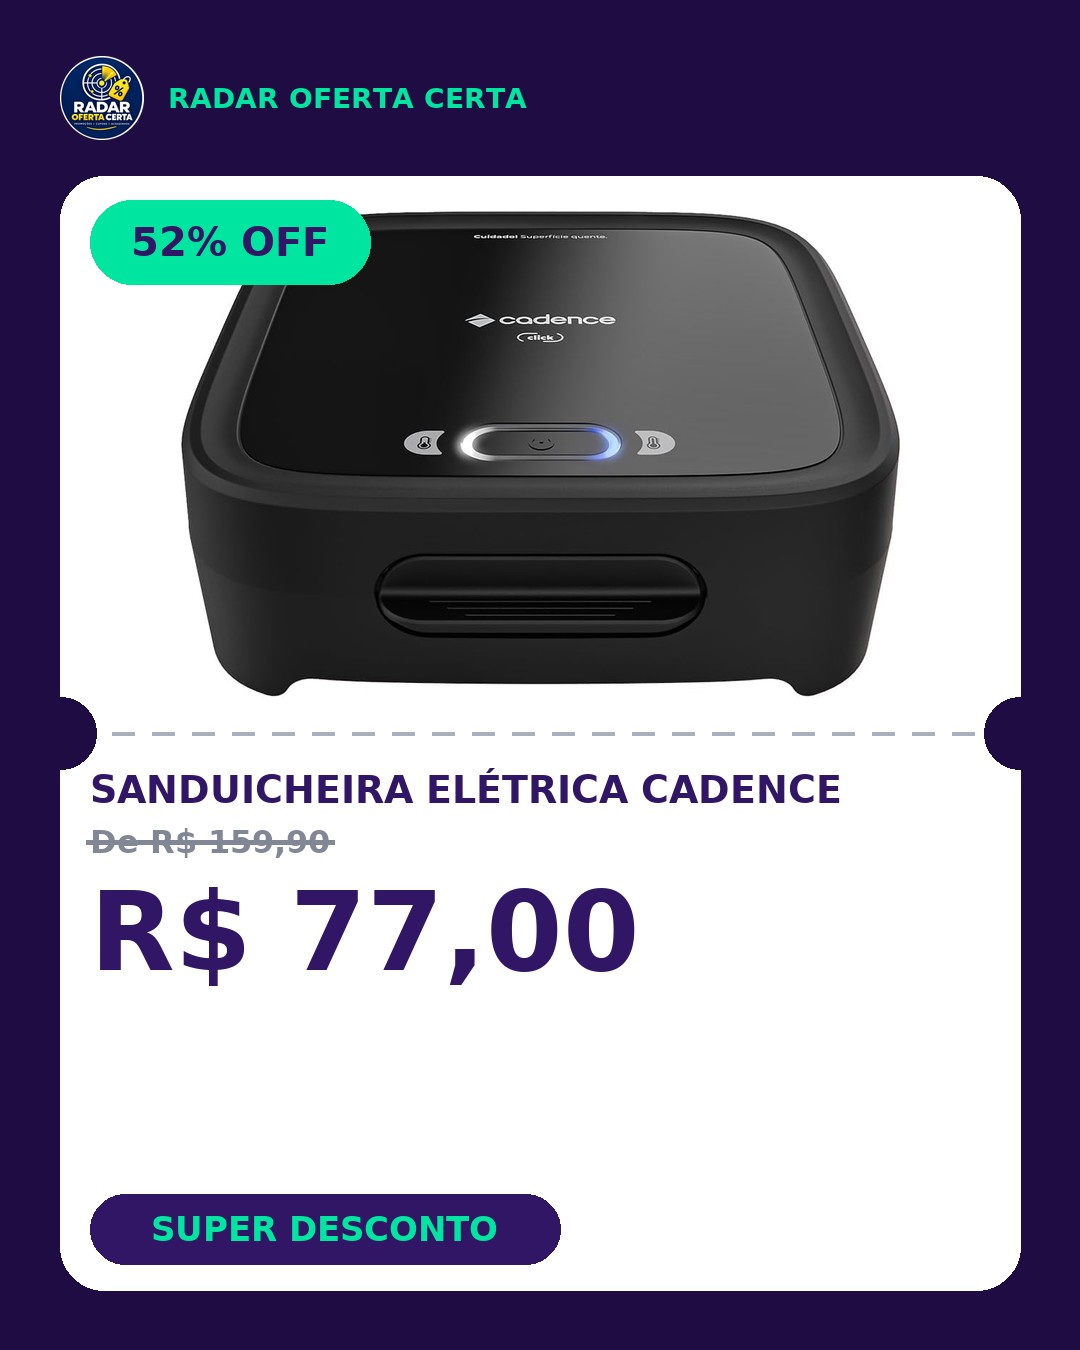 RADAR
OFERTA CERTA
RADAR OFERTA CERTA
52% OFF
Cuidado! Superfície quente.
cadence
click
SANDUICHEIRA ELÉTRICA CADENCE
De R$ 159,90
R$ 77,00
SUPER DESCONTO